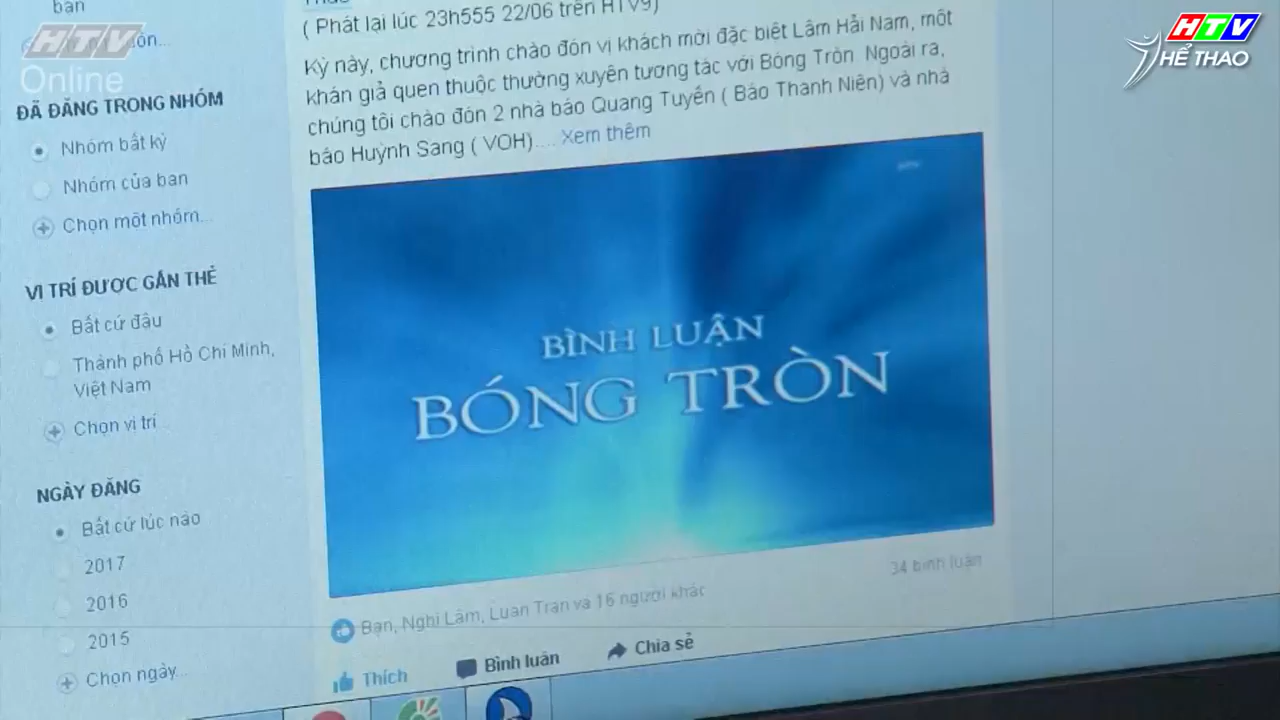 bạn
HTV
Online
ĐÃ ĐĂNG TRONG NHÓM
Nhóm bất kỳ
Nhóm của bạn
Chọn một nhóm...
VỊ TRÍ ĐƯỢC GẮN THẺ
Bất cứ đâu
Thành phố Hồ Chí Minh,
Việt Nam
Chọn vị trí
NGÀY ĐĂNG
Bất cứ lúc nào
2017
2016
2015
Chọn ngày...
( Phát lại lúc 23h555 22/06 trên HTV9)
Kỳ này, chương trình chào đón vị khách mời đặc biệt Lâm Hải Nam, một
khán giả quen thuộc thường xuyên tương tác với Bóng Tròn Ngoài ra,
chúng tôi chào đón 2 nhà báo Quang Tuyền ( Báo Thanh Niên) và nhà
báo Huỳnh Sang ( VOH).... Xem thêm
BÌNH LUẬN
BÓNG TRÒN
34 bình luận
Bạn, Nghi Lâm, Luan Tran và 16 người khác
Thích
Bình luận
Chia sẻ
HTV
THỂ THAO